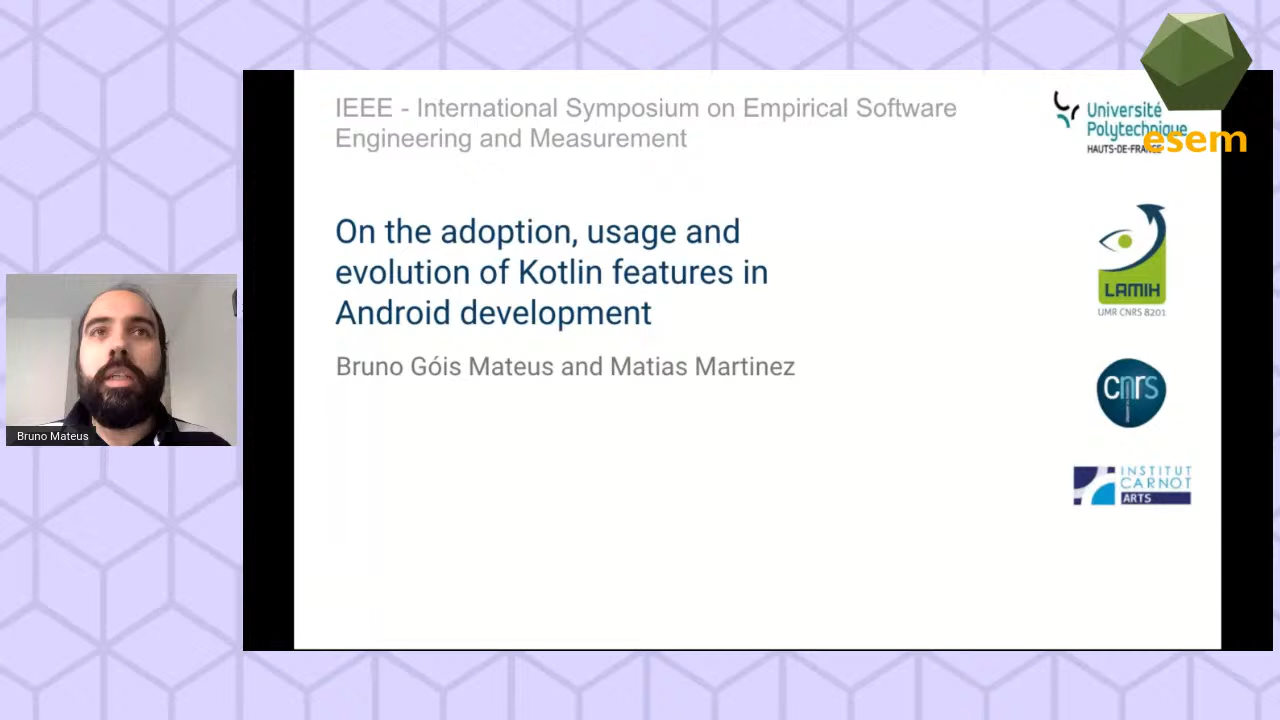 IEEE - International Symposium on Empirical Software
Engineering and Measurement
On the adoption, usage and
evolution of Kotlin features in
Android development
Bruno Góis Mateus and Matias Martinez
Université
Polytechnique
HAUTS-DE-FRANCE
esem
LAMIH
UMR CNRS 8201
cnrs
INSTITUT
CARNOT
ARTS
Bruno Mateus